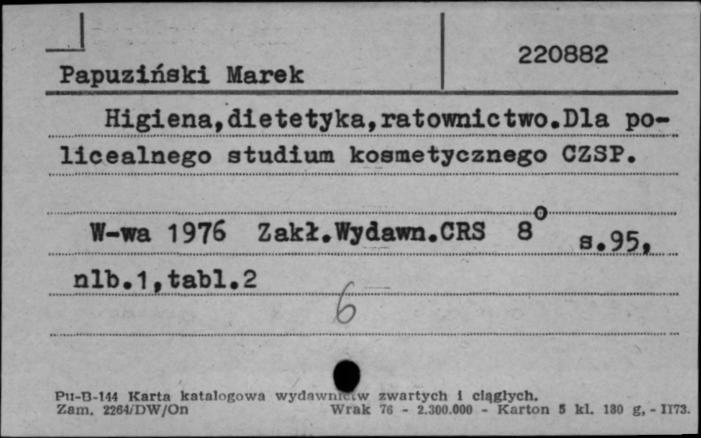 220882
Papuziński Marek
Higiena,dietetyka,ratownictwo.Dla po-
licealnego studium kosmetycznego CZSP.
W-wa 1976 Zakł.Wydawn.CRS 8° s.95,
nlb.1,tabl.2
6
Pu-B-144 Karta katalogowa wydawnictw zwartych i ciągłych.
Zam. 2264/DW/On Wrak 76 - 2.300.000 - Karton 5 kl. 180 g, - II73.